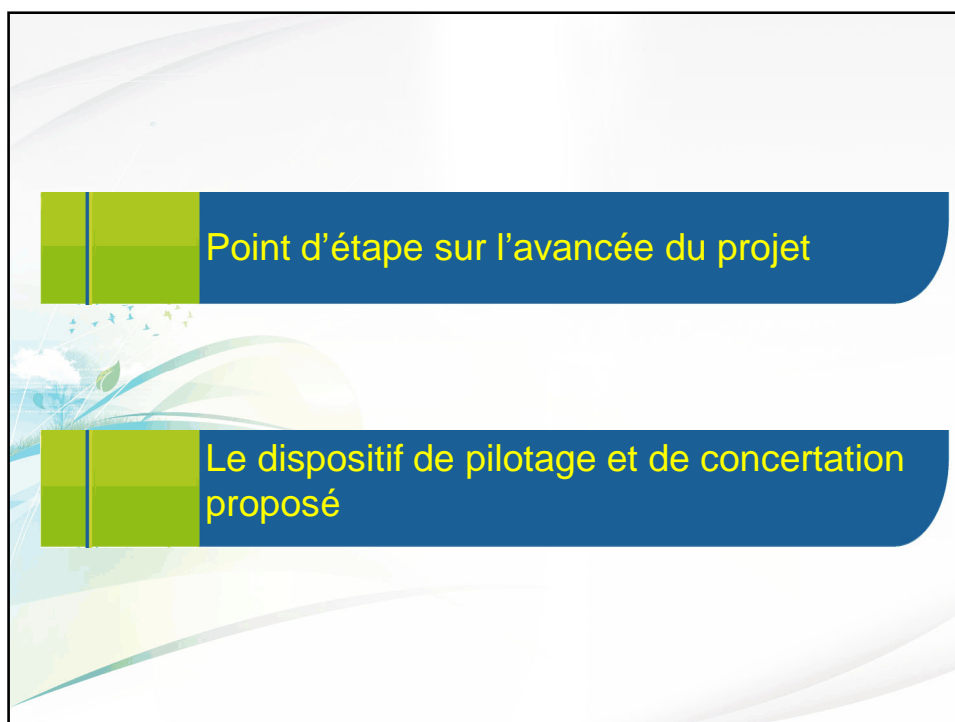 Point d’étape sur l’avancée du projet
Le dispositif de pilotage et de concertation
proposé